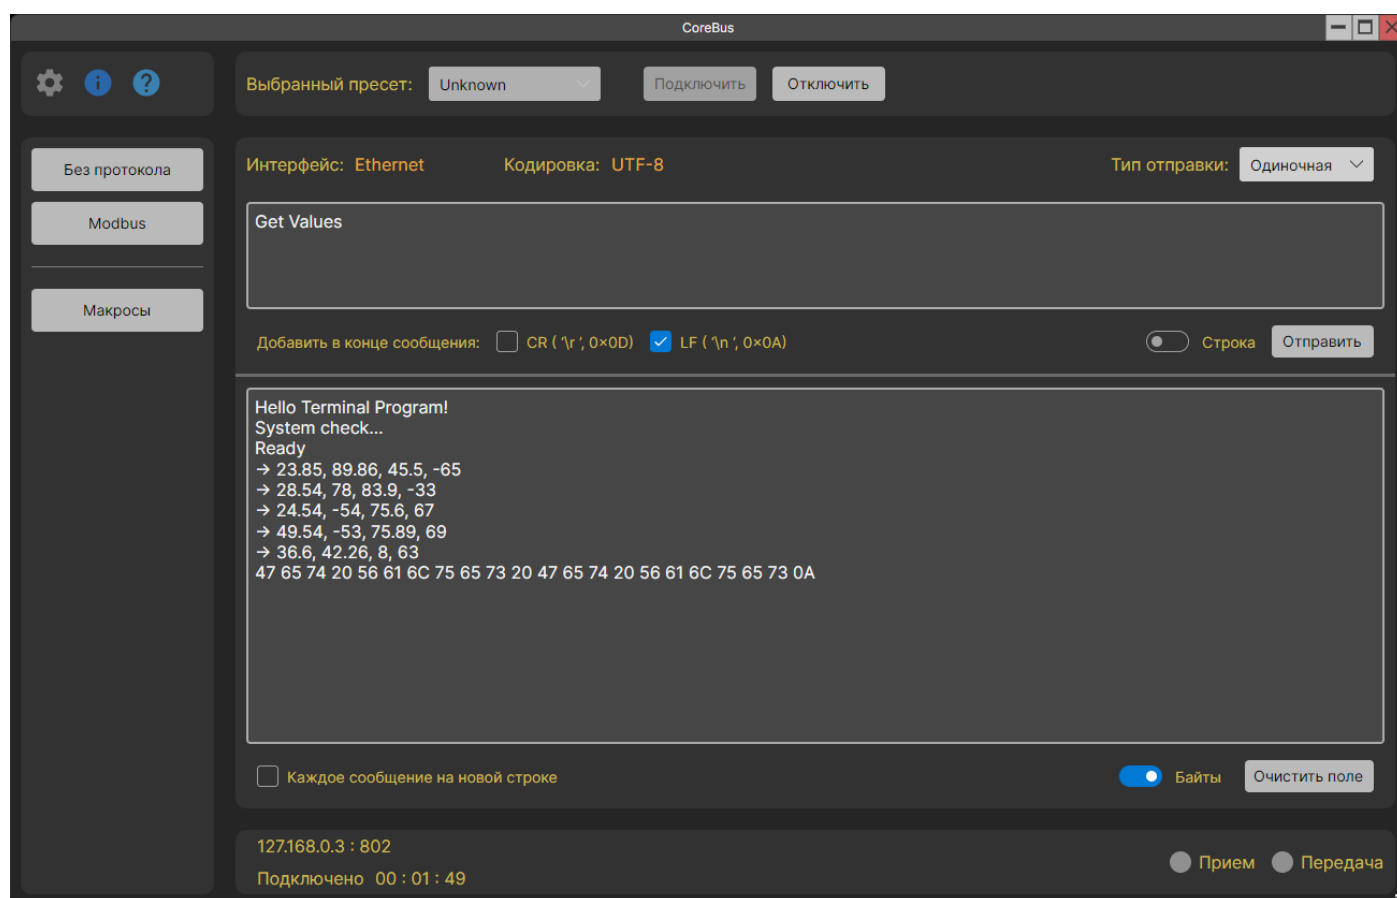 CoreBus
Выбранный пресет: Unknown Подключить Отключить
Без протокола
Modbus
Макросы
Интерфейс: Ethernet Кодировка: UTF-8 Тип отправки: Одиночная
Get Values
Добавить в конце сообщения: CR ( '\r ', 0×0D) LF ( '\n ', 0×0A) Строка Отправить
Hello Terminal Program!
System check...
Ready
→ 23.85, 89.86, 45.5, -65
→ 28.54, 78, 83.9, -33
→ 24.54, -54, 75.6, 67
→ 49.54, -53, 75.89, 69
→ 36.6, 42.26, 8, 63
47 65 74 20 56 61 6C 75 65 73 20 47 65 74 20 56 61 6C 75 65 73 0A
Каждое сообщение на новой строке Байты Очистить поле
127.168.0.3 : 802
Подключено 00 : 01 : 49
Прием Передача